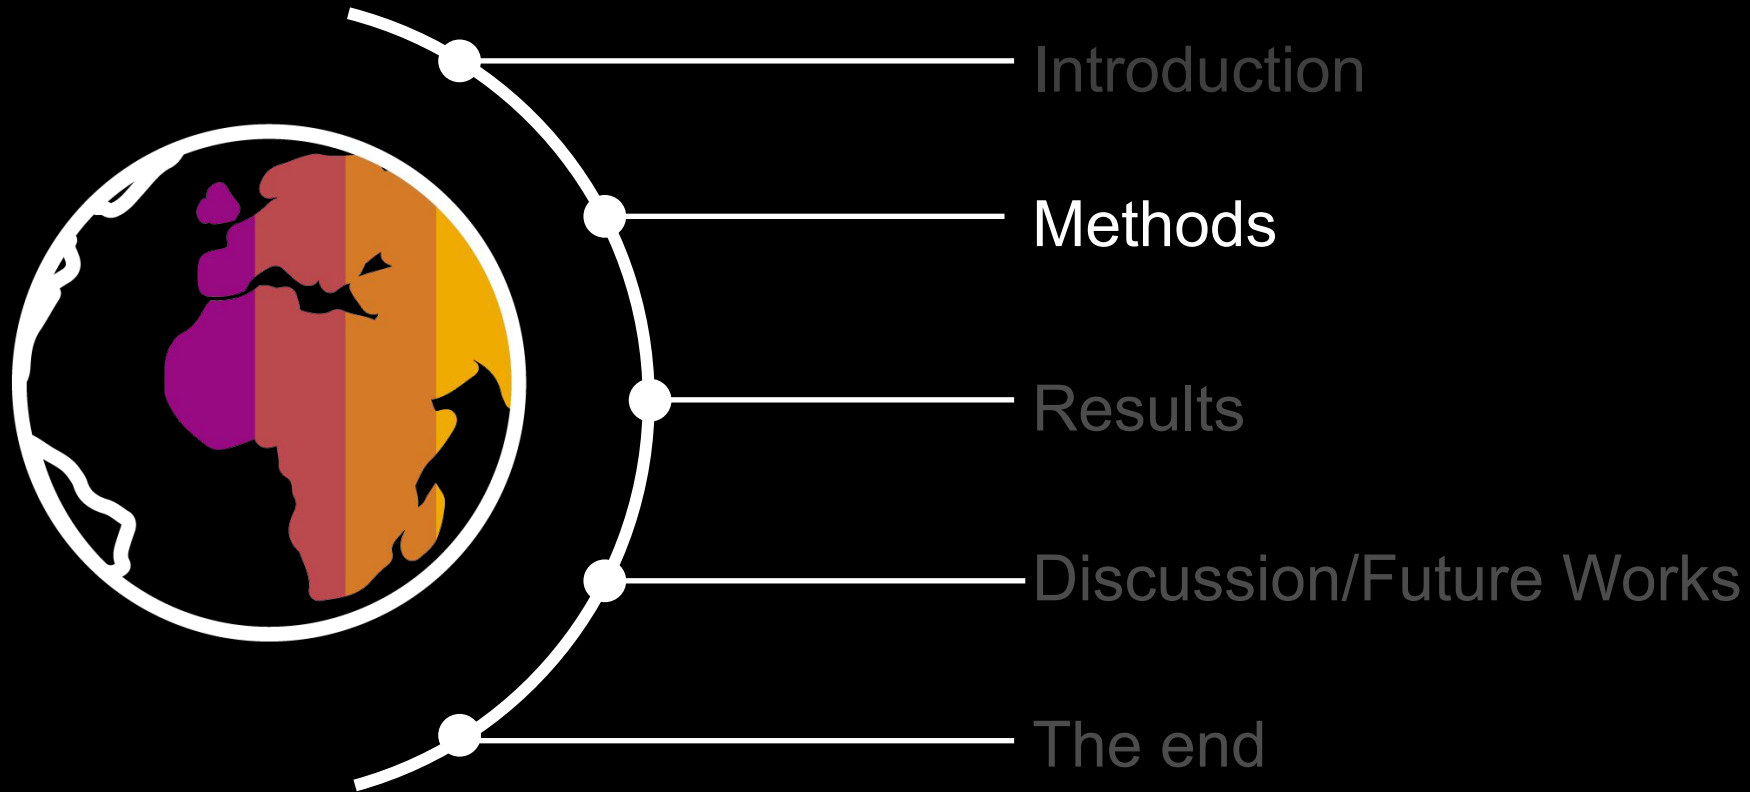 Introduction
Methods
Results
Discussion/Future Works
The end